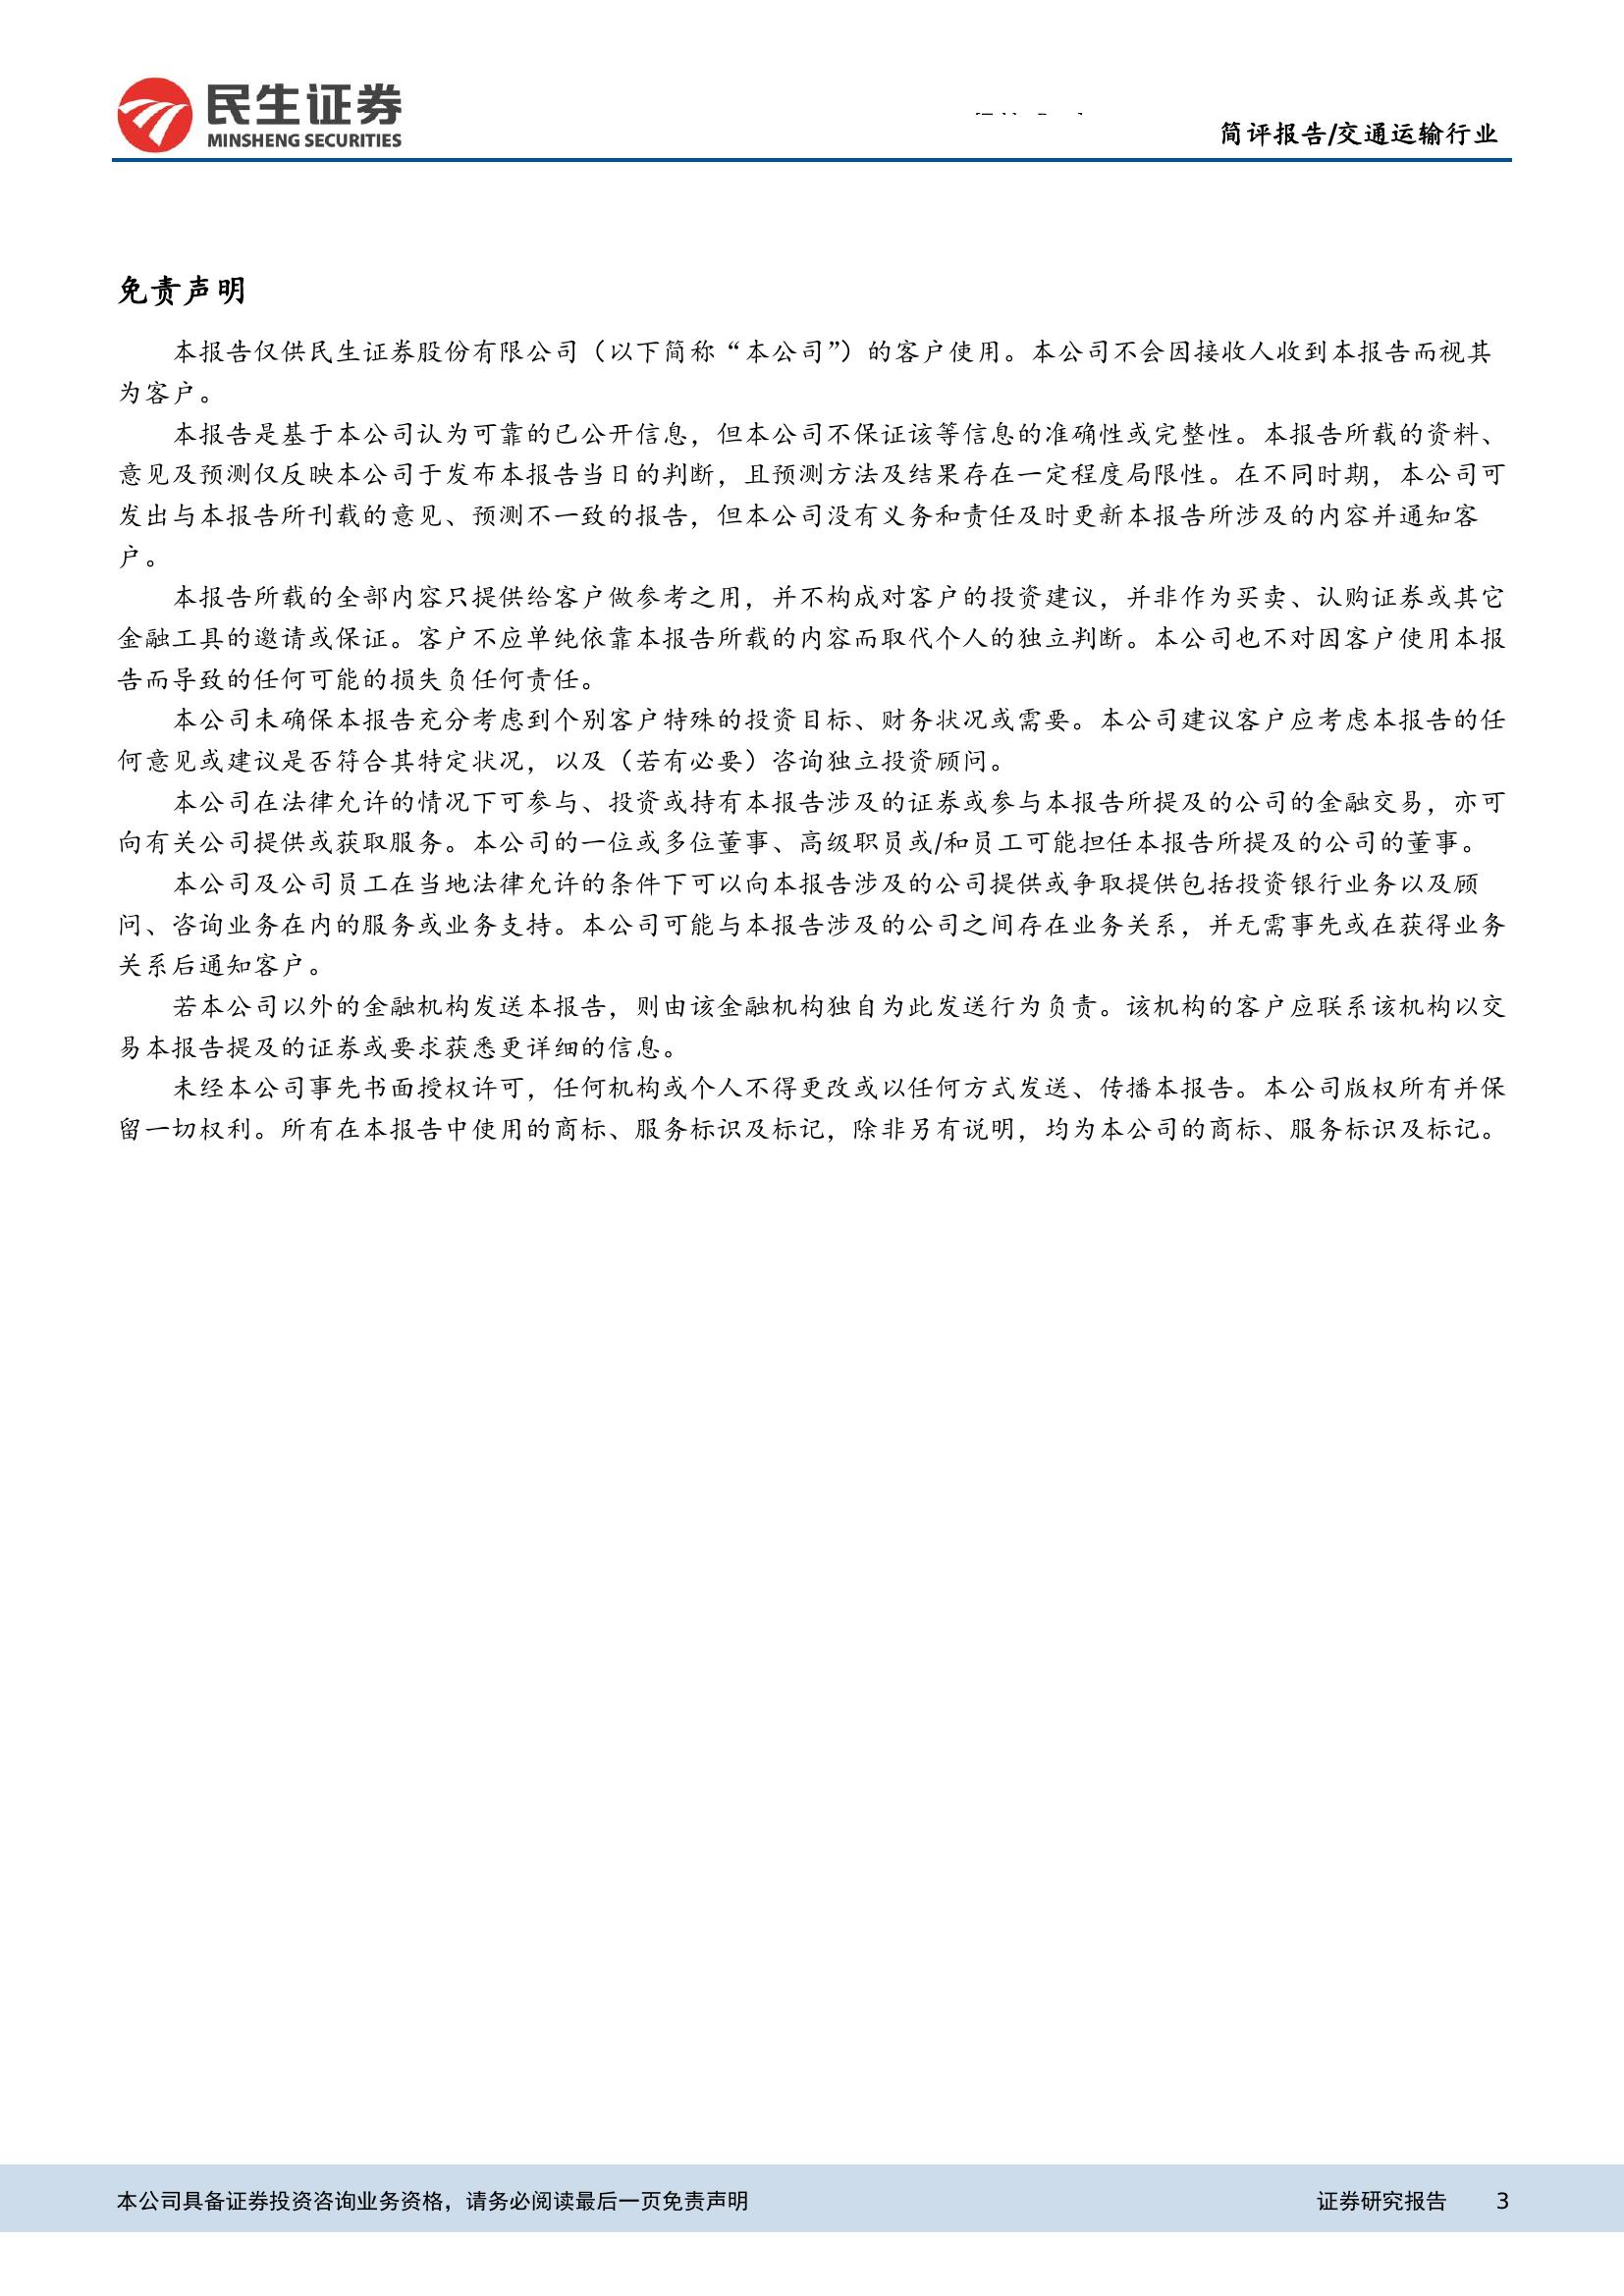 民生证券
MINSHENG SECURITIES
简评报告/交通运输行业
免责声明
本报告仅供民生证券股份有限公司（以下简称“本公司”）的客户使用。本公司不会因接收人收到本报告而视其
为客户。
本报告是基于本公司认为可靠的已公开信息，但本公司不保证该等信息的准确性或完整性。本报告所载的资料、
意见及预测仅反映本公司于发布本报告当日的判断，且预测方法及结果存在一定程度局限性。在不同时期，本公司可
发出与本报告所刊载的意见、预测不一致的报告，但本公司没有义务和责任及时更新本报告所涉及的内容并通知客
户。
本报告所载的全部内容只提供给客户做参考之用，并不构成对客户的投资建议，并非作为买卖、认购证券或其它
金融工具的邀请或保证。客户不应单纯依靠本报告所载的内容而取代个人的独立判断。本公司也不对因客户使用本报
告而导致的任何可能的损失负任何责任。
本公司未确保本报告充分考虑到个别客户特殊的投资目标、财务状况或需要。本公司建议客户应考虑本报告的任
何意见或建议是否符合其特定状况，以及（若有必要）咨询独立投资顾问。
本公司在法律允许的情况下可参与、投资或持有本报告涉及的证券或参与本报告所提及的公司的金融交易，亦可
向有关公司提供或获取服务。本公司的一位或多位董事、高级职员或/和员工可能担任本报告所提及的公司的董事。
本公司及公司员工在当地法律允许的条件下可以向本报告涉及的公司提供或争取提供包括投资银行业务以及顾
问、咨询业务在内的服务或业务支持。本公司可能与本报告涉及的公司之间存在业务关系，并无需事先或在获得业务
关系后通知客户。
若本公司以外的金融机构发送本报告，则由该金融机构独自为此发送行为负责。该机构的客户应联系该机构以交
易本报告提及的证券或要求获悉更详细的信息。
未经本公司事先书面授权许可，任何机构或个人不得更改或以任何方式发送、传播本报告。本公司版权所有并保
留一切权利。所有在本报告中使用的商标、服务标识及标记，除非另有说明，均为本公司的商标、服务标识及标记。
本公司具备证券投资咨询业务资格，请务必阅读最后一页免责声明
证券研究报告 3